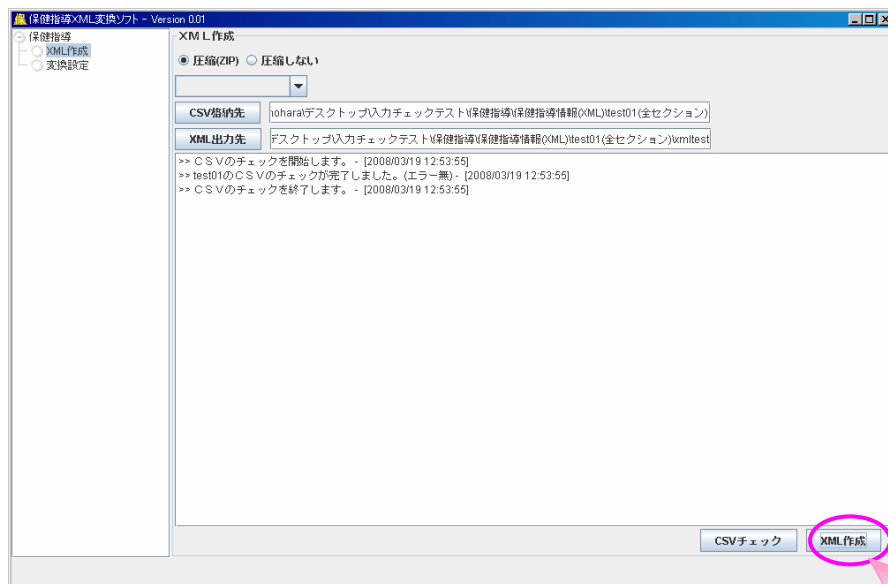 保健指導XML変換ソフト - Version 0.01
保健指導
XML作成
変換設定
XML作成
圧縮(ZIP) 圧縮しない
CSV格納先 \デスクトップ\入力チェックテスト\保健指導\保健指導情報(XML)\test01(全セクション)
XML出力先 デスクトップ\入力チェックテスト\保健指導\保健指導情報(XML)\test01(全セクション)\xmltest
>> ＣＳＶのチェックを開始します。 - [2008/03/19 12:53:55]
>> test01のＣＳＶのチェックが完了しました。(エラー無) - [2008/03/19 12:53:55]
>> ＣＳＶのチェックを終了します。 - [2008/03/19 12:53:55]
CSVチェック XML作成